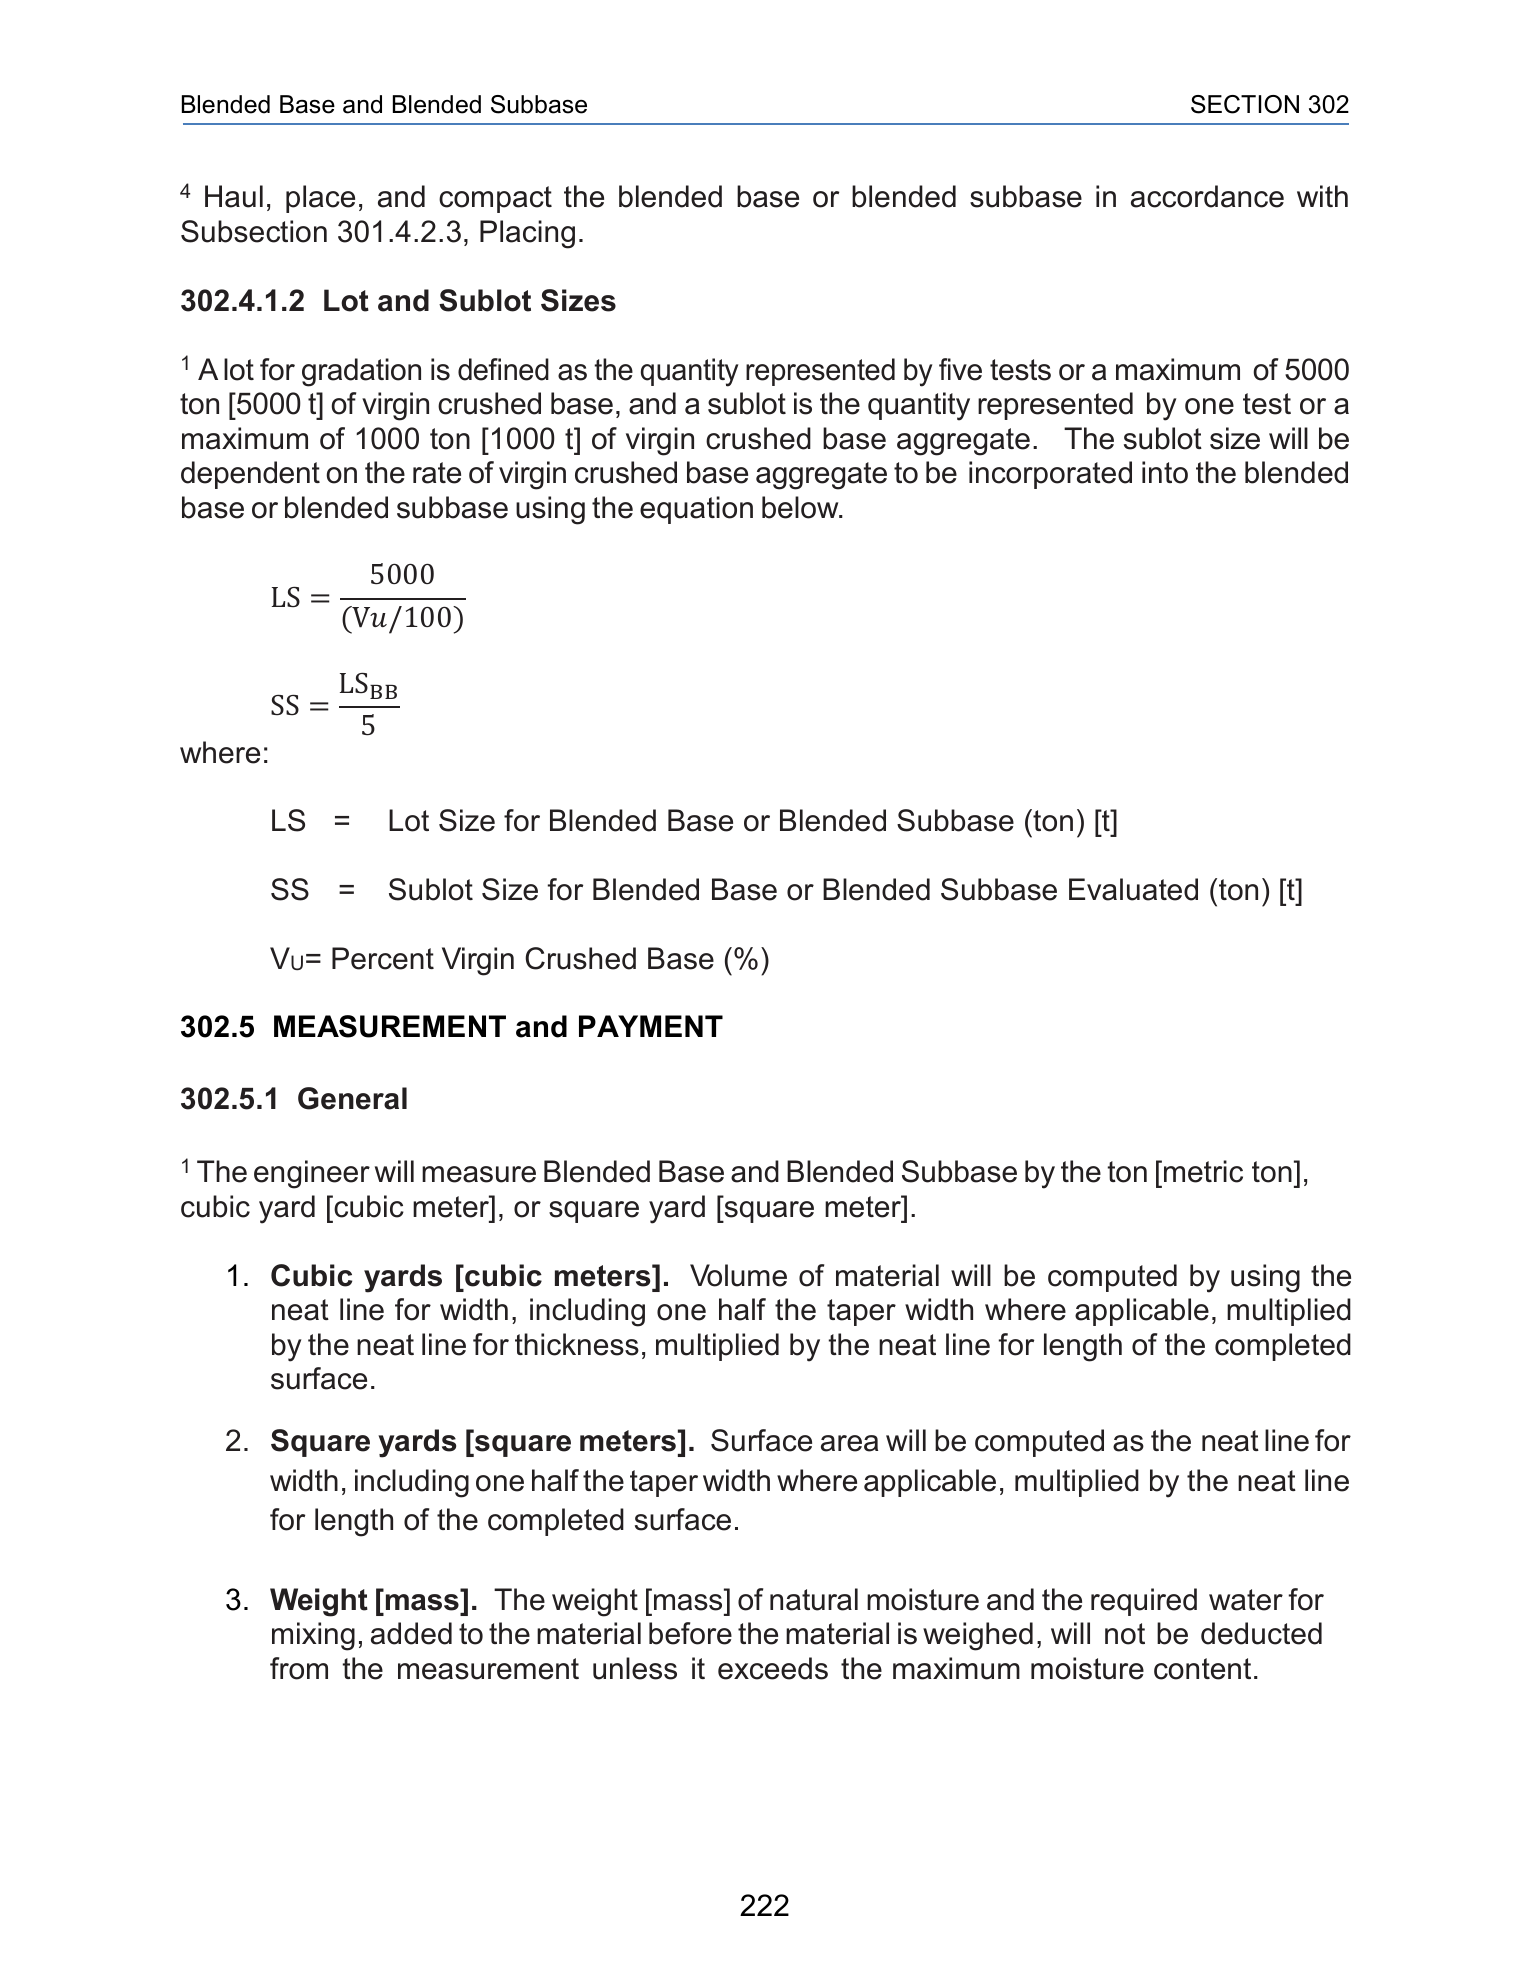 Blended Base and Blended Subbase SECTION 302
4 Haul, place, and compact the blended base or blended subbase in accordance with
Subsection 301.4.2.3, Placing.
302.4.1.2 Lot and Sublot Sizes
1 A lot for gradation is defined as the quantity represented by five tests or a maximum of 5000
ton [5000 t] of virgin crushed base, and a sublot is the quantity represented by one test or a
maximum of 1000 ton [1000 t] of virgin crushed base aggregate. The sublot size will be
dependent on the rate of virgin crushed base aggregate to be incorporated into the blended
base or blended subbase using the equation below.
LS = 5000 / (Vu/100)
SS = LS_BB / 5
where:
LS = Lot Size for Blended Base or Blended Subbase (ton) [t]
SS = Sublot Size for Blended Base or Blended Subbase Evaluated (ton) [t]
VU= Percent Virgin Crushed Base (%)
302.5 MEASUREMENT and PAYMENT
302.5.1 General
1 The engineer will measure Blended Base and Blended Subbase by the ton [metric ton],
cubic yard [cubic meter], or square yard [square meter].
1. Cubic yards [cubic meters]. Volume of material will be computed by using the
neat line for width, including one half the taper width where applicable, multiplied
by the neat line for thickness, multiplied by the neat line for length of the completed
surface.
2. Square yards [square meters]. Surface area will be computed as the neat line for
width, including one half the taper width where applicable, multiplied by the neat line
for length of the completed surface.
3. Weight [mass]. The weight [mass] of natural moisture and the required water for
mixing, added to the material before the material is weighed, will not be deducted
from the measurement unless it exceeds the maximum moisture content.
222